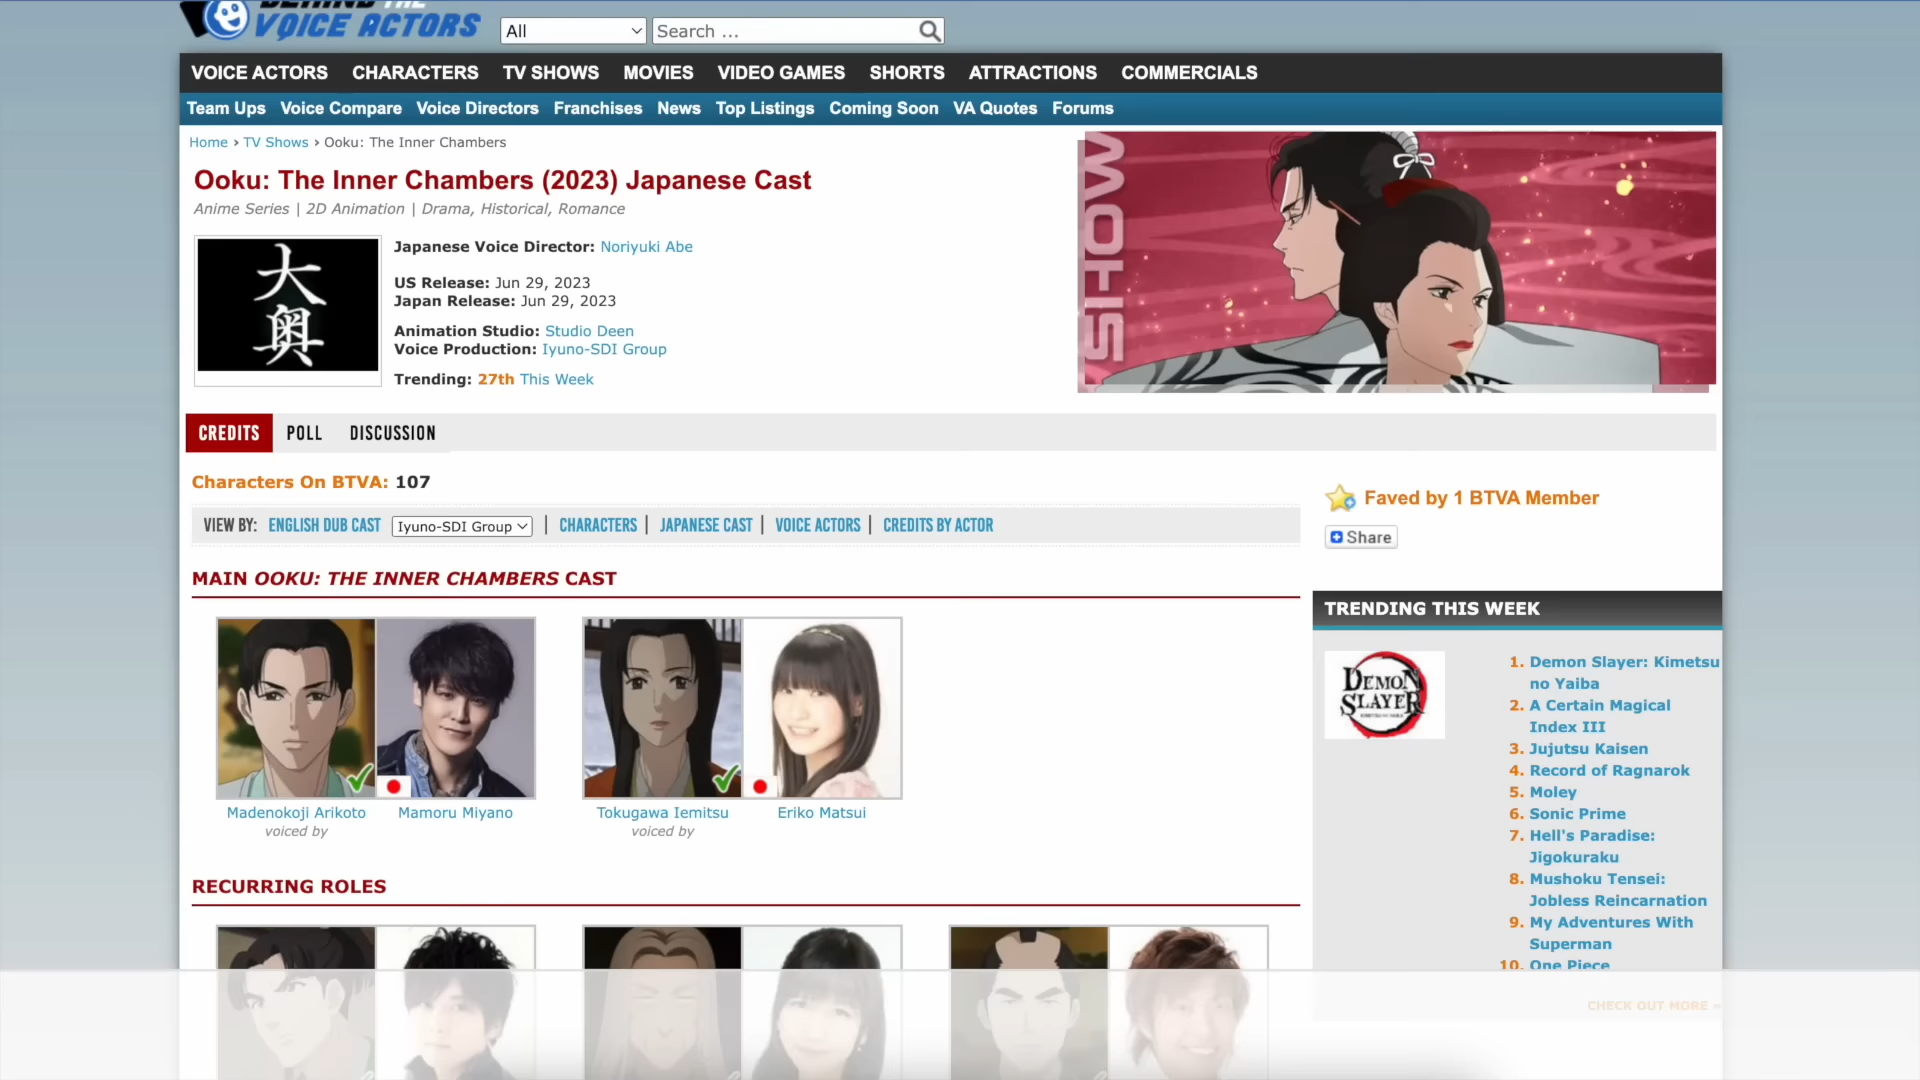 BEHIND THE
VOICE ACTORS
All
Search ...
VOICE ACTORS CHARACTERS TV SHOWS MOVIES VIDEO GAMES SHORTS ATTRACTIONS COMMERCIALS
Team Ups Voice Compare Voice Directors Franchises News Top Listings Coming Soon VA Quotes Forums
Home › TV Shows › Ooku: The Inner Chambers
Ooku: The Inner Chambers (2023) Japanese Cast
Anime Series | 2D Animation | Drama, Historical, Romance
大奥
Japanese Voice Director: Noriyuki Abe
US Release: Jun 29, 2023
Japan Release: Jun 29, 2023
Animation Studio: Studio Deen
Voice Production: Iyuno-SDI Group
Trending: 27th This Week
SHOW
CREDITS POLL DISCUSSION
Characters On BTVA: 107
VIEW BY: ENGLISH DUB CAST Iyuno-SDI Group | CHARACTERS | JAPANESE CAST | VOICE ACTORS | CREDITS BY ACTOR
MAIN OOKU: THE INNER CHAMBERS CAST
Madenokoji Arikoto Mamoru Miyano
voiced by
Tokugawa Iemitsu Eriko Matsui
voiced by
RECURRING ROLES
Faved by 1 BTVA Member
Share
TRENDING THIS WEEK
DEMON
SLAYER
1. Demon Slayer: Kimetsu
no Yaiba
2. A Certain Magical
Index III
3. Jujutsu Kaisen
4. Record of Ragnarok
5. Moley
6. Sonic Prime
7. Hell's Paradise:
Jigokuraku
8. Mushoku Tensei:
Jobless Reincarnation
9. My Adventures With
Superman
10. One Piece
CHECK OUT MORE »